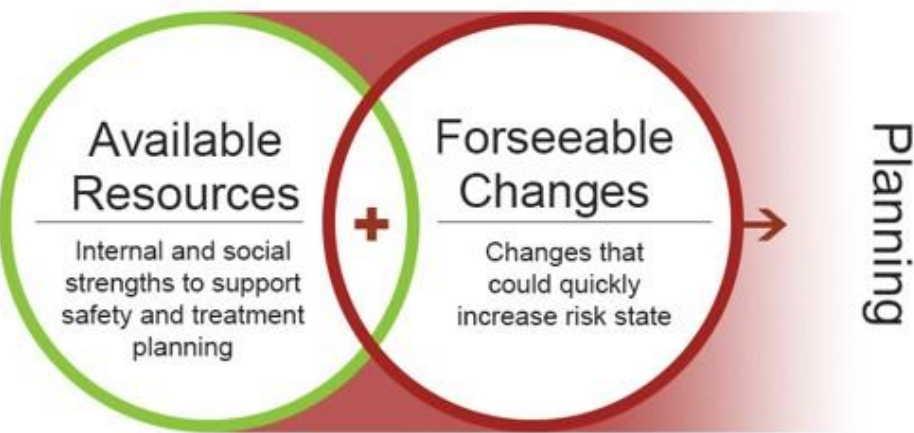 Available
Resources
Internal and social
strengths to support
safety and treatment
planning
+
Forseeable
Changes
Changes that
could quickly
increase risk state
Planning